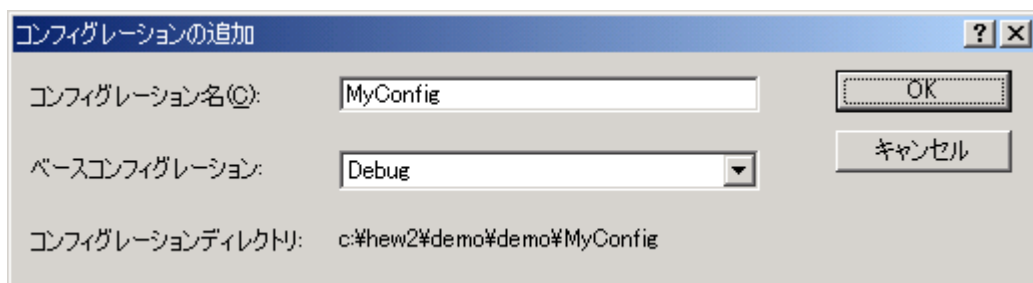 コンフィグレーションの追加
コンフィグレーション名(C): MyConfig
OK
ベースコンフィグレーション: Debug
キャンセル
コンフィグレーションディレクトリ: c:¥hew2¥demo¥demo¥MyConfig